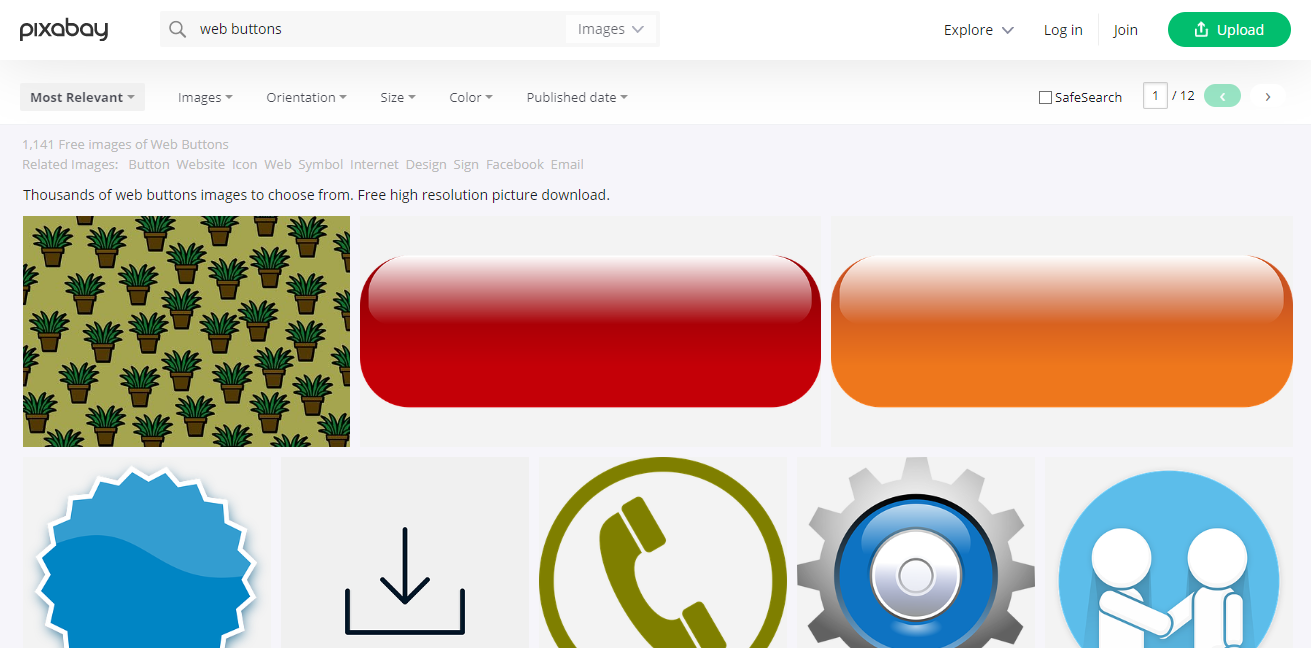 pixabay web buttons Images Explore Log in Join Upload
Most Relevant Images Orientation Size Color Published date SafeSearch 1 / 12
1,141 Free images of Web Buttons
Related Images: Button Website Icon Web Symbol Internet Design Sign Facebook Email
Thousands of web buttons images to choose from. Free high resolution picture download.